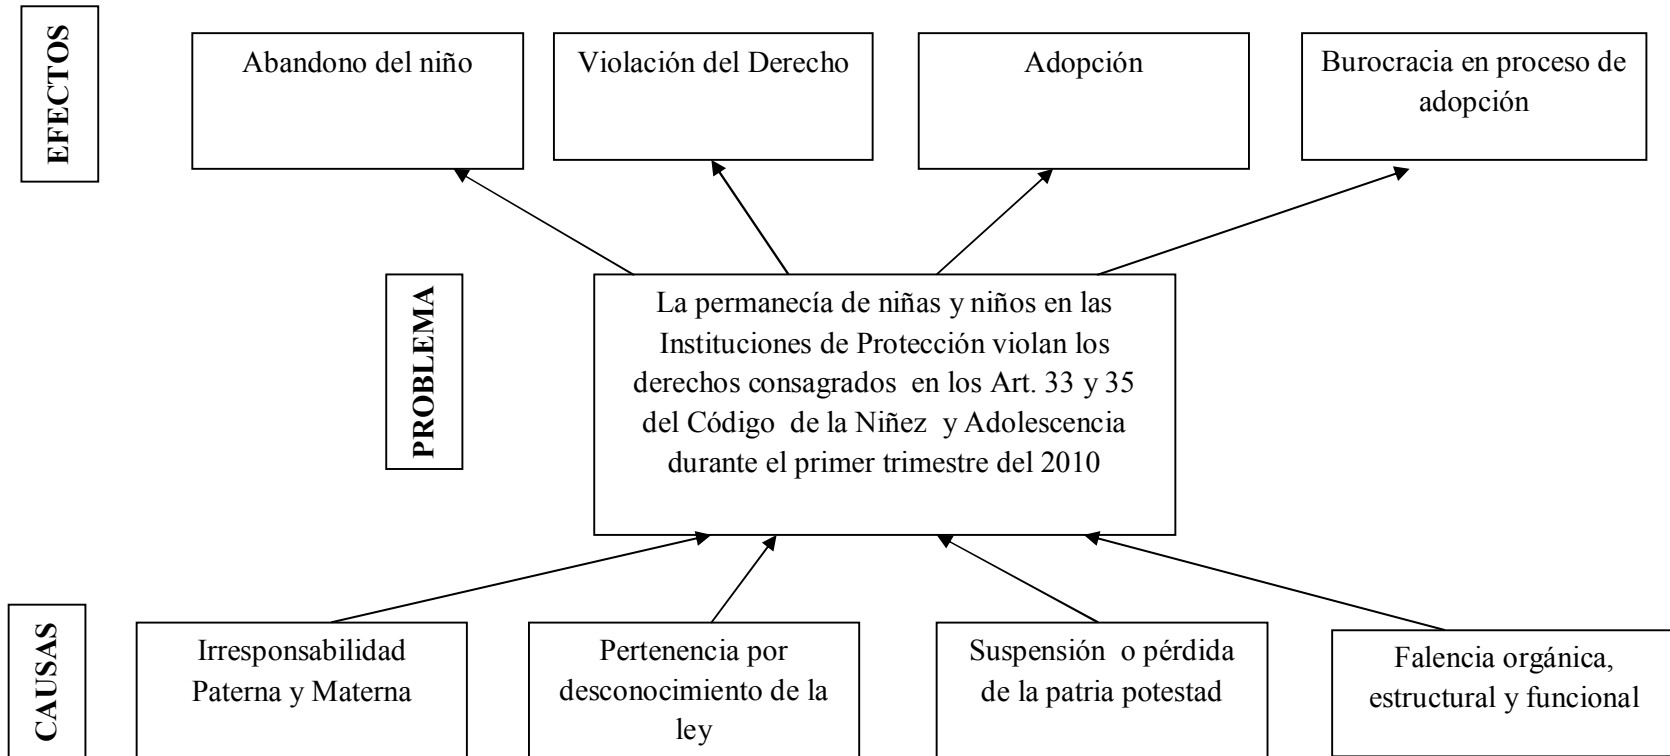 EFECTOS
Abandono del niño
Violación del Derecho
Adopción
Burocracia en proceso de
adopción
PROBLEMA
La permanecía de niñas y niños en las
Instituciones de Protección violan los
derechos consagrados en los Art. 33 y 35
del Código de la Niñez y Adolescencia
durante el primer trimestre del 2010
CAUSAS
Irresponsabilidad
Paterna y Materna
Pertenencia por
desconocimiento de la
ley
Suspensión o pérdida
de la patria potestad
Falencia orgánica,
estructural y funcional